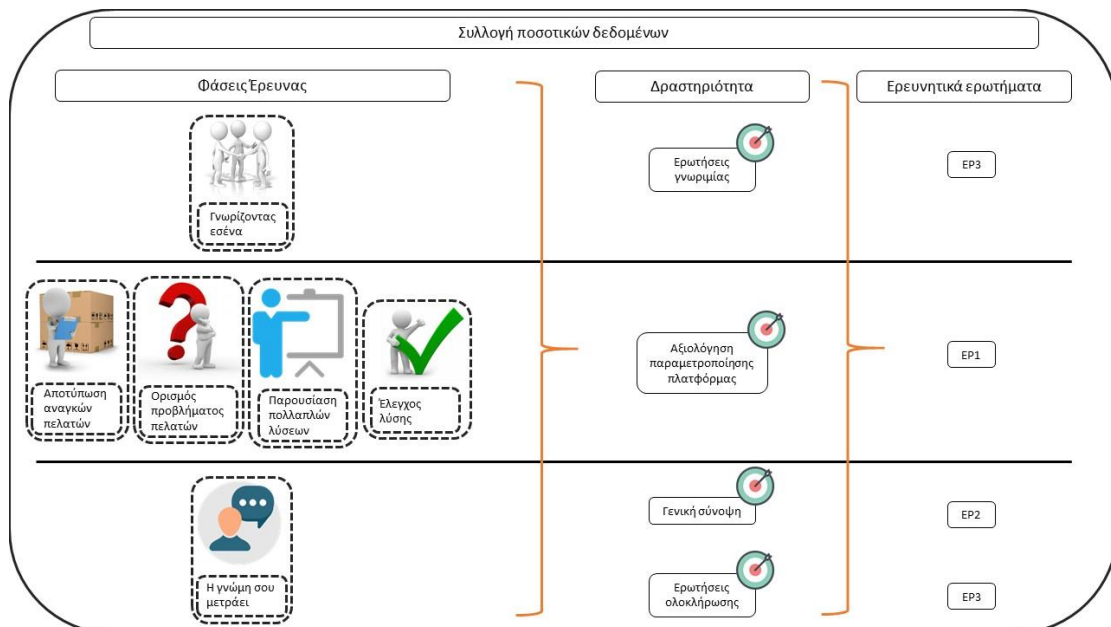 Συλλογή ποσοτικών δεδομένων
Φάσεις Έρευνας
Δραστηριότητα
Ερευνητικά ερωτήματα
Γνωρίζοντας
εσένα
Ερωτήσεις
γνωριμίας
ΕΡ3
Αποτύπωση
αναγκών
πελατών
Ορισμός
προβλήματος
πελατών
Παρουσίαση
πολλαπλών
λύσεων
Έλεγχος
λύσης
Αξιολόγηση
παραμετροποίησης
πλατφόρμας
ΕΡ1
Η γνώμη σου
μετράει
Γενική σύνοψη
ΕΡ2
Ερωτήσεις
ολοκλήρωσης
ΕΡ3